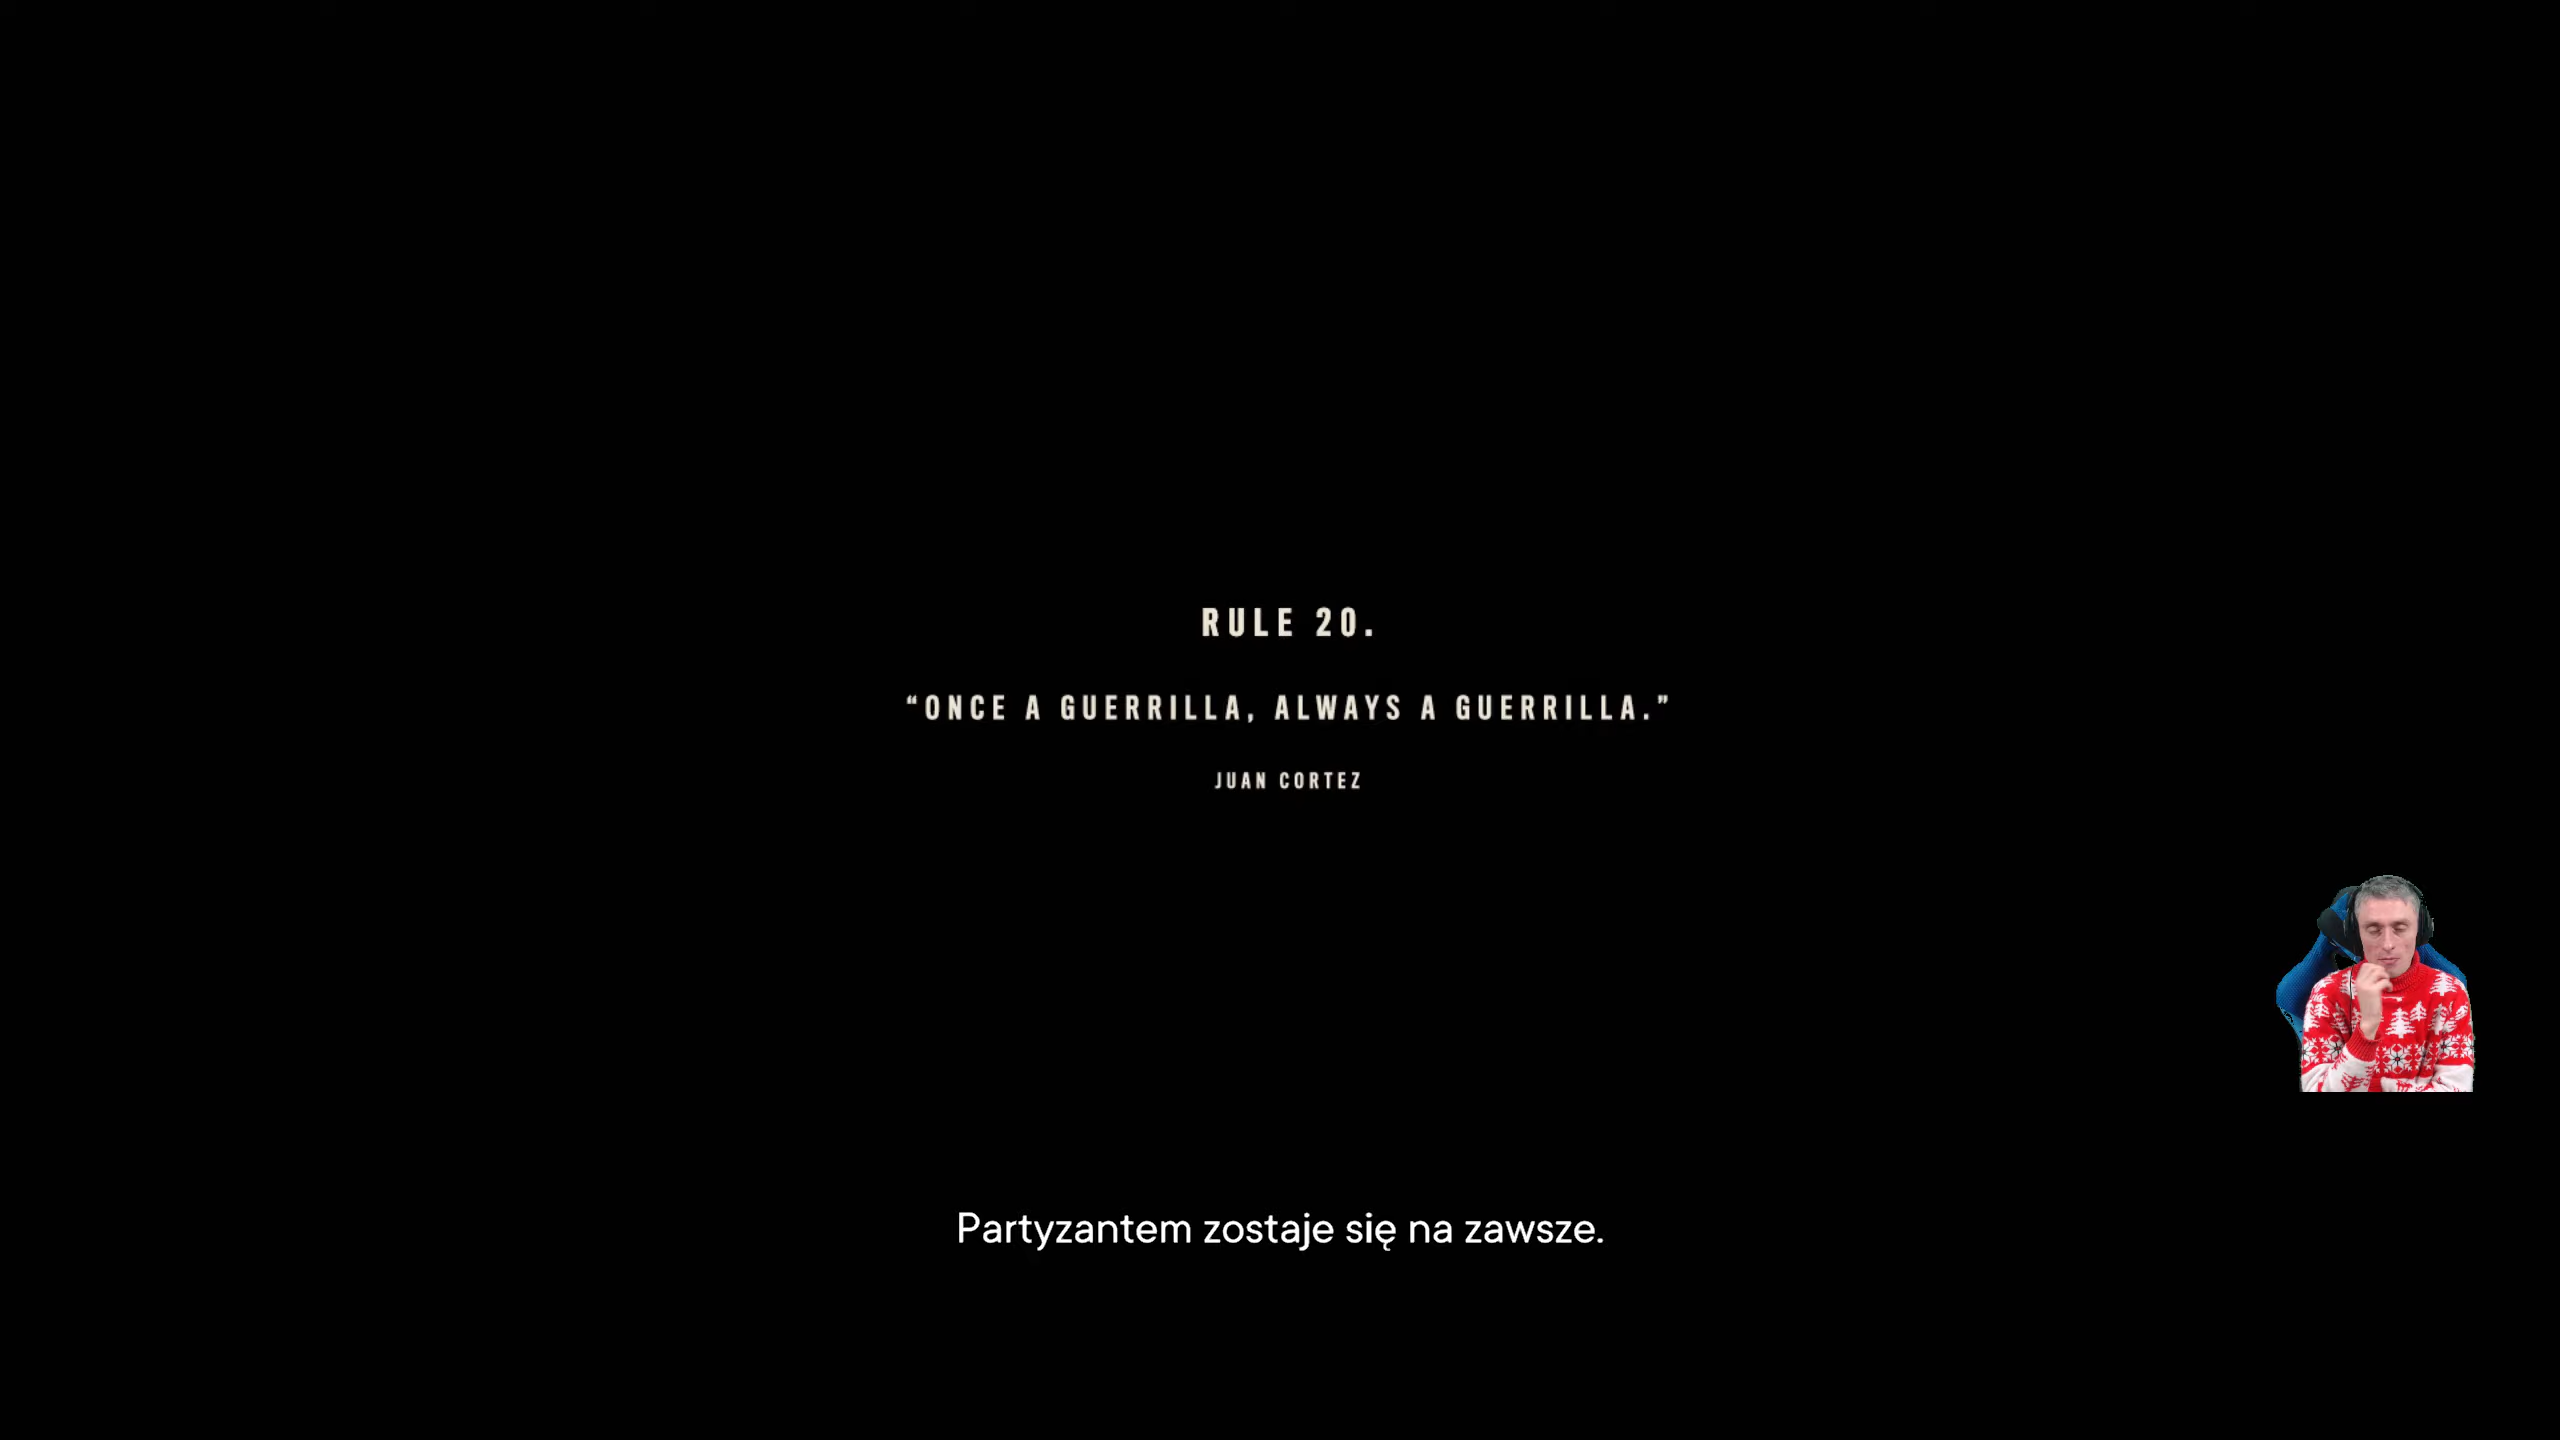 RULE 20.
“ONCE A GUERRILLA, ALWAYS A GUERRILLA.”
JUAN CORTEZ
Partyzantem zostaje się na zawsze.